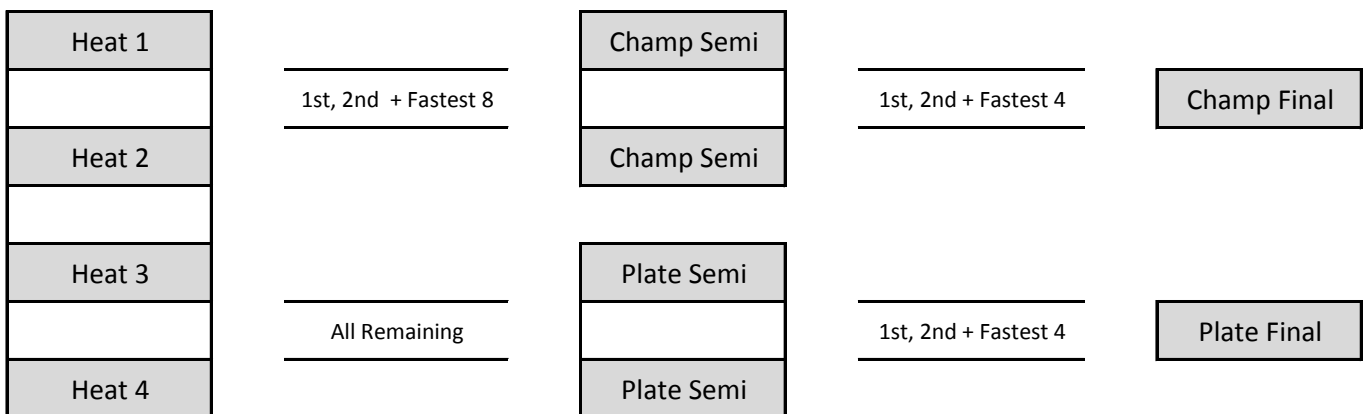 Heat 1
Champ Semi
1st, 2nd + Fastest 8
1st, 2nd + Fastest 4
Champ Final
Heat 2
Champ Semi
Heat 3
Plate Semi
All Remaining
1st, 2nd + Fastest 4
Plate Final
Heat 4
Plate Semi